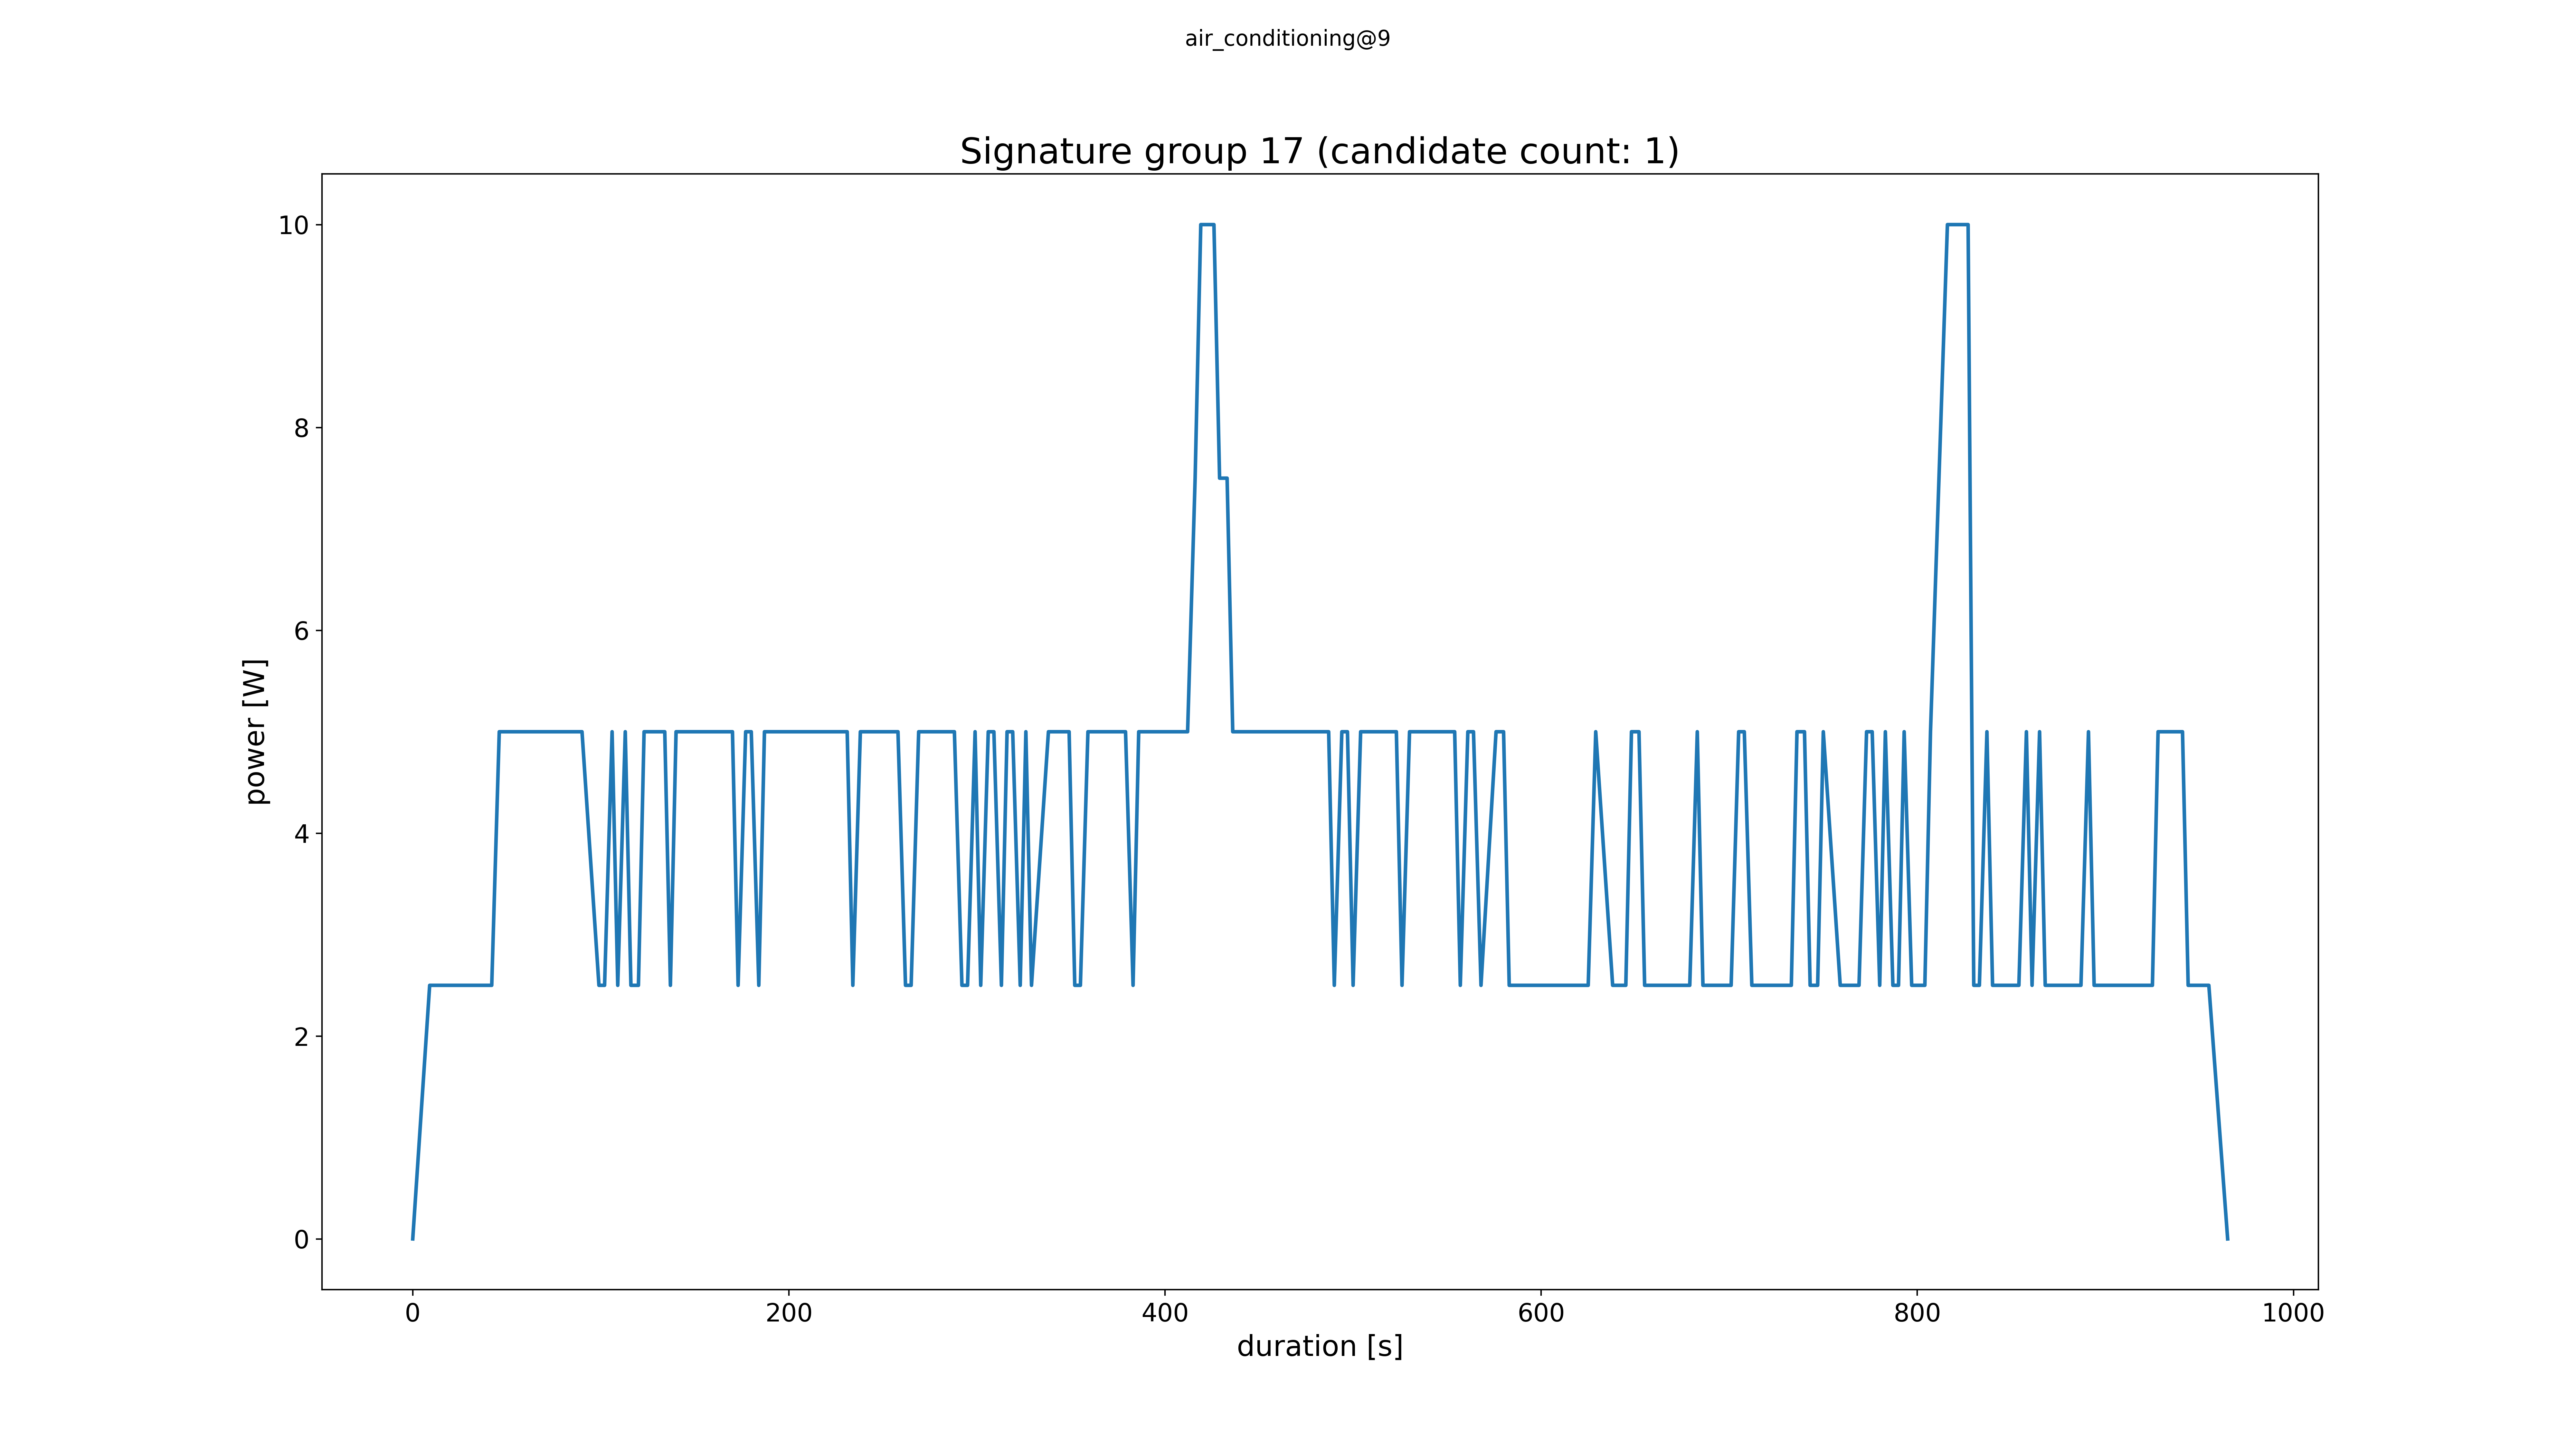 air_conditioning@9
Signature group 17 (candidate count: 1)
10
8
6
4
2
0
power [W]
0 200 400 600 800 1000
duration [s]